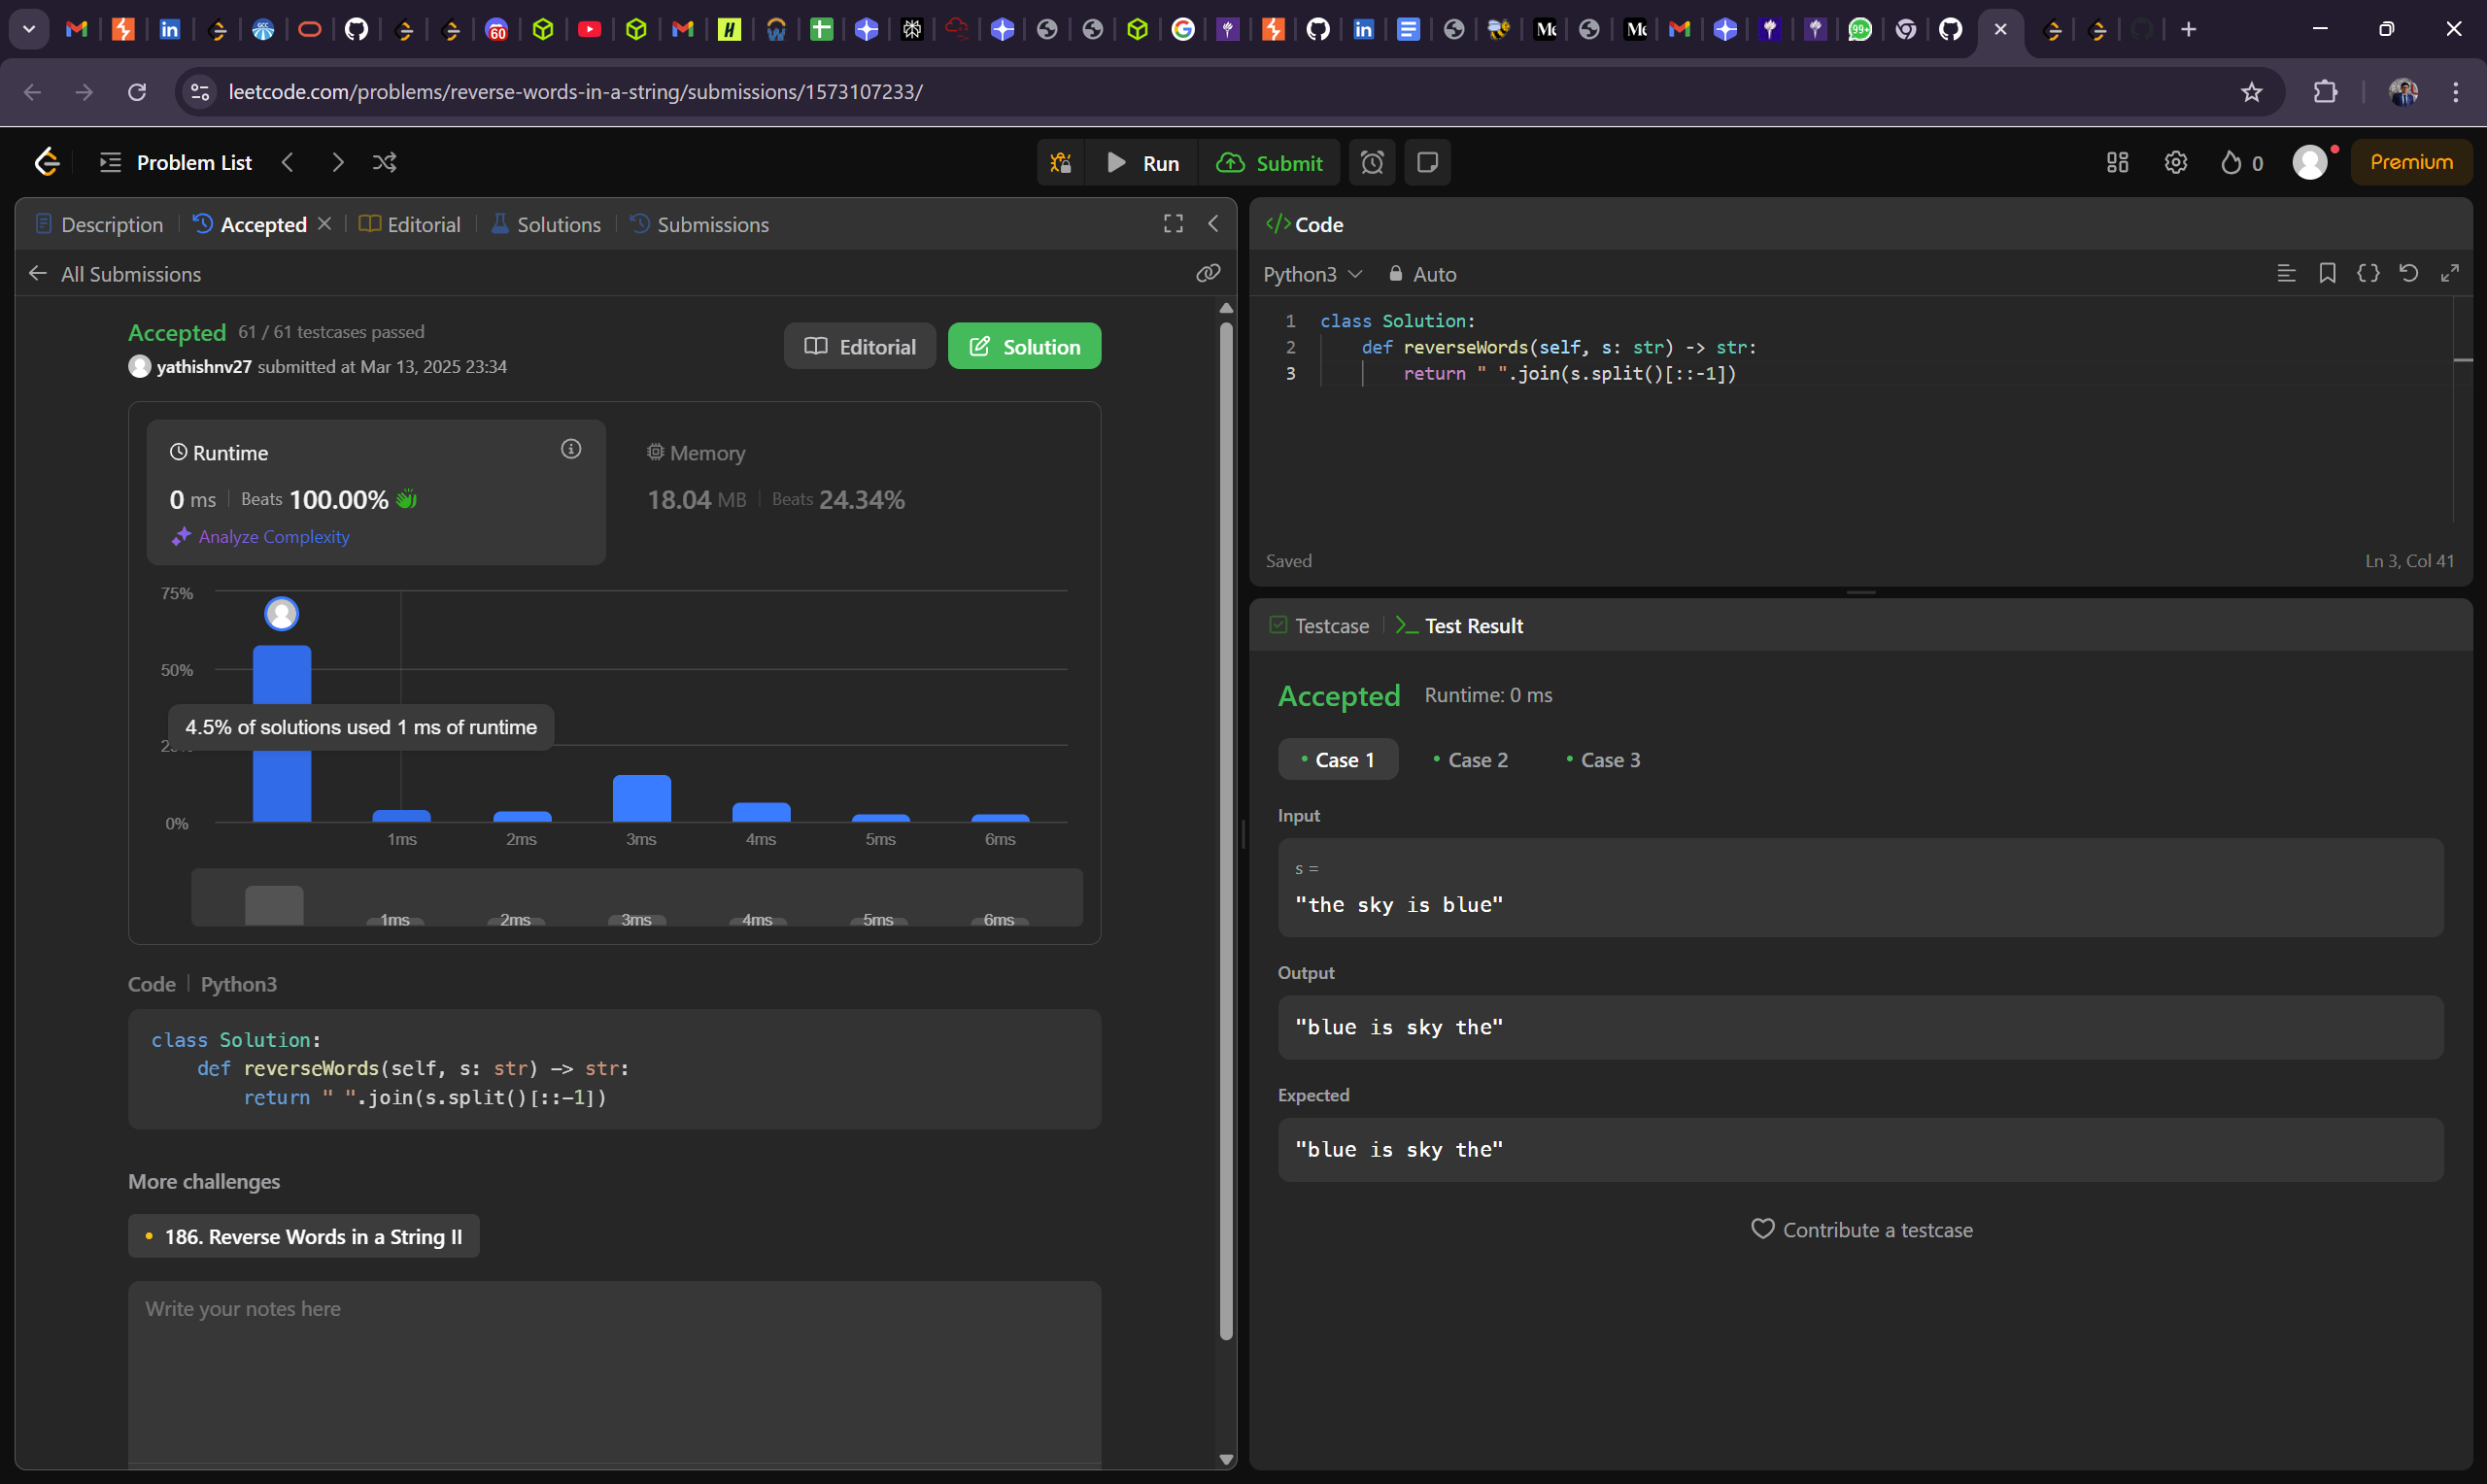 60
H
Me
Me
99+
leetcode.com/problems/reverse-words-in-a-string/submissions/1573107233/
Problem List
Run
Submit
0
Premium
Description
Accepted
Editorial
Solutions
Submissions
All Submissions
Accepted 61 / 61 testcases passed
yathishnv27 submitted at Mar 13, 2025 23:34
Editorial
Solution
Runtime
0 ms Beats 100.00%
Analyze Complexity
Memory
18.04 MB Beats 24.34%
75%
50%
4.5% of solutions used 1 ms of runtime
0%
1ms 2ms 3ms 4ms 5ms 6ms
1ms 2ms 3ms 4ms 5ms 6ms
Code Python3
class Solution:
    def reverseWords(self, s: str) -> str:
        return " ".join(s.split()[::-1])
More challenges
186. Reverse Words in a String II
Write your notes here
</> Code
Python3 Auto
1 class Solution:
2     def reverseWords(self, s: str) -> str:
3         return " ".join(s.split()[::-1])
Saved
Ln 3, Col 41
Testcase
Test Result
Accepted Runtime: 0 ms
Case 1 Case 2 Case 3
Input
s =
"the sky is blue"
Output
"blue is sky the"
Expected
"blue is sky the"
Contribute a testcase